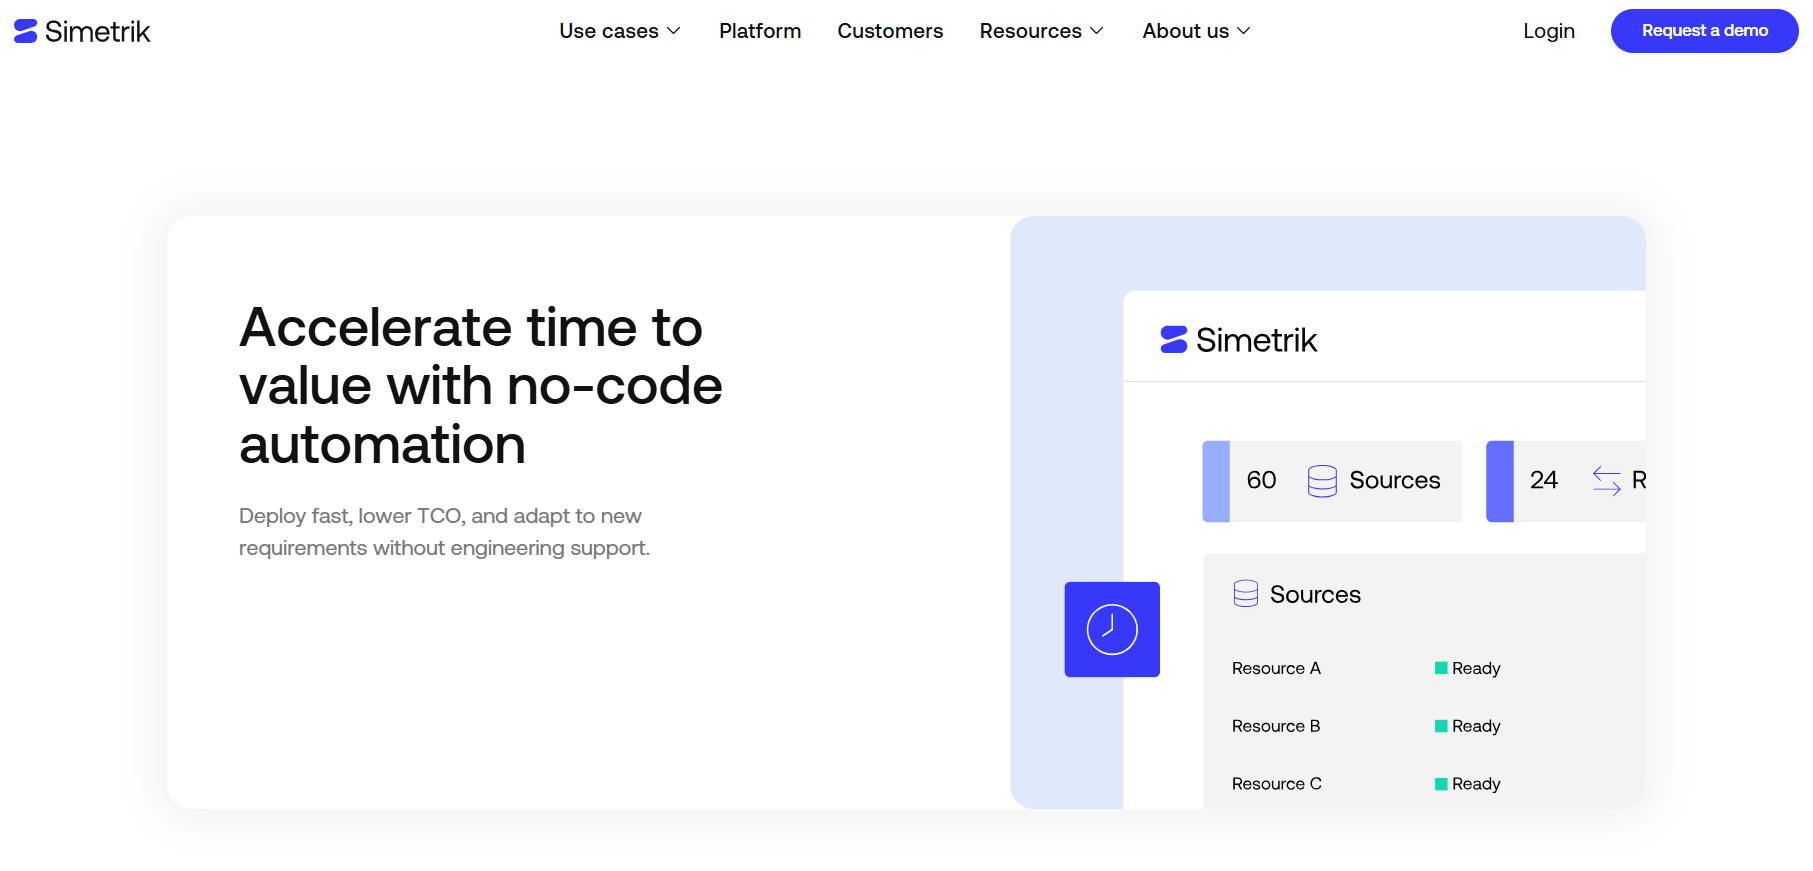 Simetrik
Use cases
Platform
Customers
Resources
About us
Login
Request a demo
Accelerate time to
value with no-code
automation
Deploy fast, lower TCO, and adapt to new
requirements without engineering support.
Simetrik
60 Sources
24 R
Sources
Resource A Ready
Resource B Ready
Resource C Ready